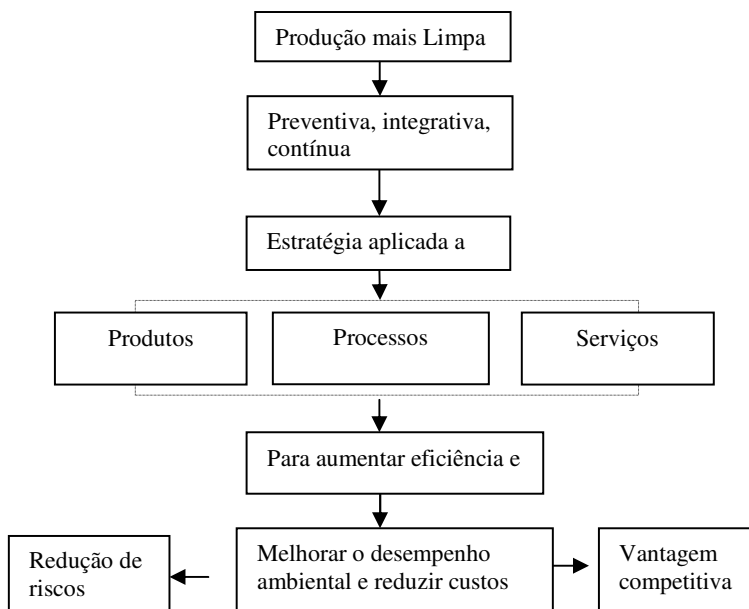 Produção mais Limpa
Preventiva, integrativa,
contínua
Estratégia aplicada a
Produtos
Processos
Serviços
Para aumentar eficiência e
Redução de
riscos
Melhorar o desempenho
ambiental e reduzir custos
Vantagem
competitiva